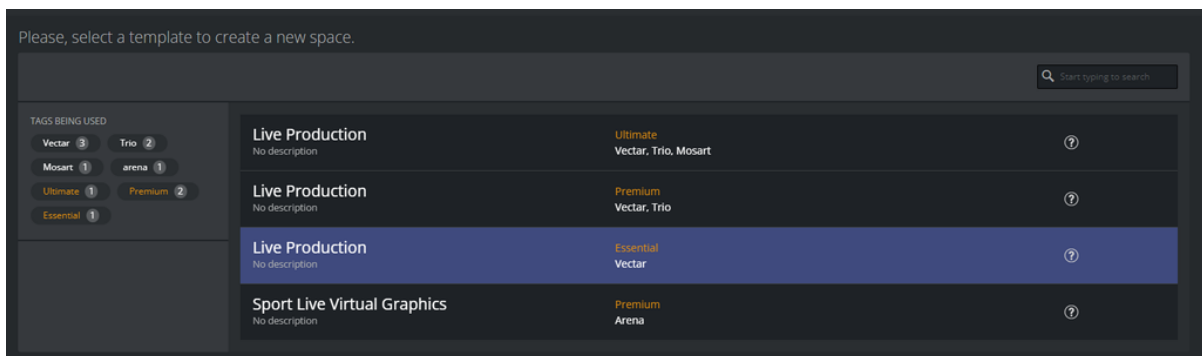 Please, select a template to create a new space.
Start typing to search
TAGS BEING USED
Vectar 3 Trio 2
Mosart 1 arena 1
Ultimate 1 Premium 2
Essential 1
Live Production Ultimate
No description Vectar, Trio, Mosart
Live Production Premium
No description Vectar, Trio
Live Production Essential
No description Vectar
Sport Live Virtual Graphics Premium
No description Arena